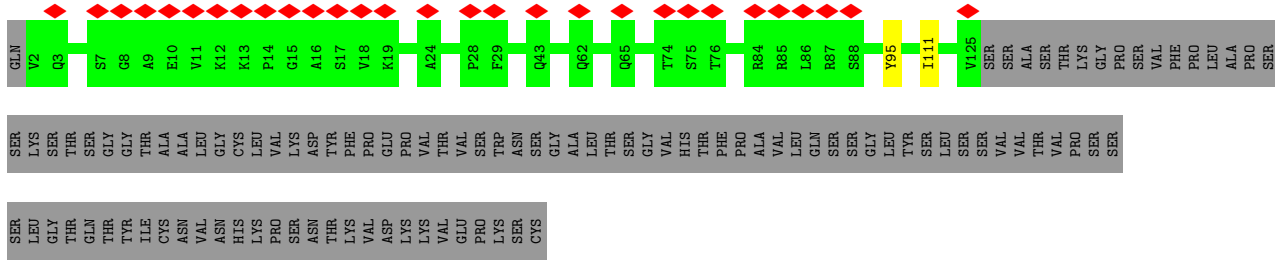 GLN V2 Q3 S7 G8 A9 E10 V11 K12 K13 P14 G15 A16 S17 V18 K19 A24 P28 F29 Q43 Q62 Q65 T74 S75 T76 R84 R85 L86 R87 S88 Y95 I111 V125 SER SER ALA SER THR LYS GLY PRO SER VAL PHE PRO LEU ALA PRO SER
SER LYS SER THR SER GLY GLY THR ALA ALA LEU GLY CYS LEU VAL LYS ASP TYR PHE PRO GLU PRO VAL THR VAL SER TRP ASN SER GLY ALA LEU THR SER GLY VAL HIS THR PHE PRO ALA VAL LEU GLN SER SER GLY LEU TYR SER LEU SER SER VAL VAL THR VAL PRO SER SER
SER LEU GLY THR GLN THR TYR ILE CYS ASN VAL ASN HIS LYS PRO SER ASN THR LYS VAL ASP LYS LYS VAL GLU PRO LYS SER CYS